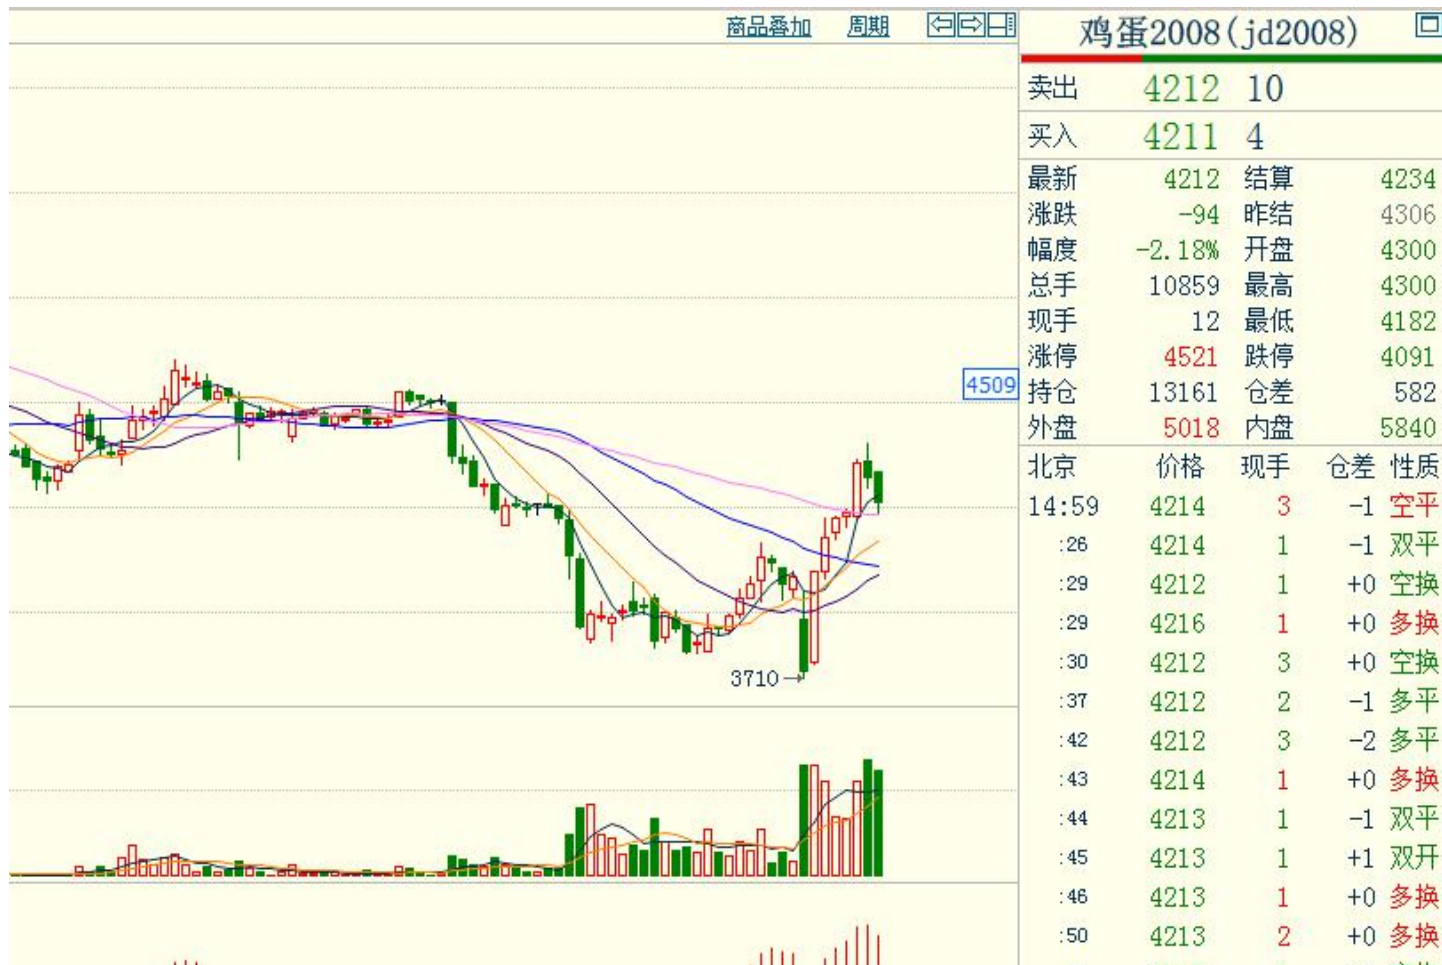 商品叠加 周期
鸡蛋2008(jd2008)
卖出 4212 10
买入 4211 4
最新 4212 结算 4234
涨跌 -94 昨结 4306
幅度 -2.18% 开盘 4300
总手 10859 最高 4300
现手 12 最低 4182
涨停 4521 跌停 4091
4509
持仓 13161 仓差 582
外盘 5018 内盘 5840
北京 价格 现手 仓差 性质
14:59 4214 3 -1 空平
:26 4214 1 -1 双平
:29 4212 1 +0 空换
:29 4216 1 +0 多换
:30 4212 3 +0 空换
3710
:37 4212 2 -1 多平
:42 4212 3 -2 多平
:43 4214 1 +0 多换
:44 4213 1 -1 双平
:45 4213 1 +1 双开
:46 4213 1 +0 多换
:50 4213 2 +0 多换